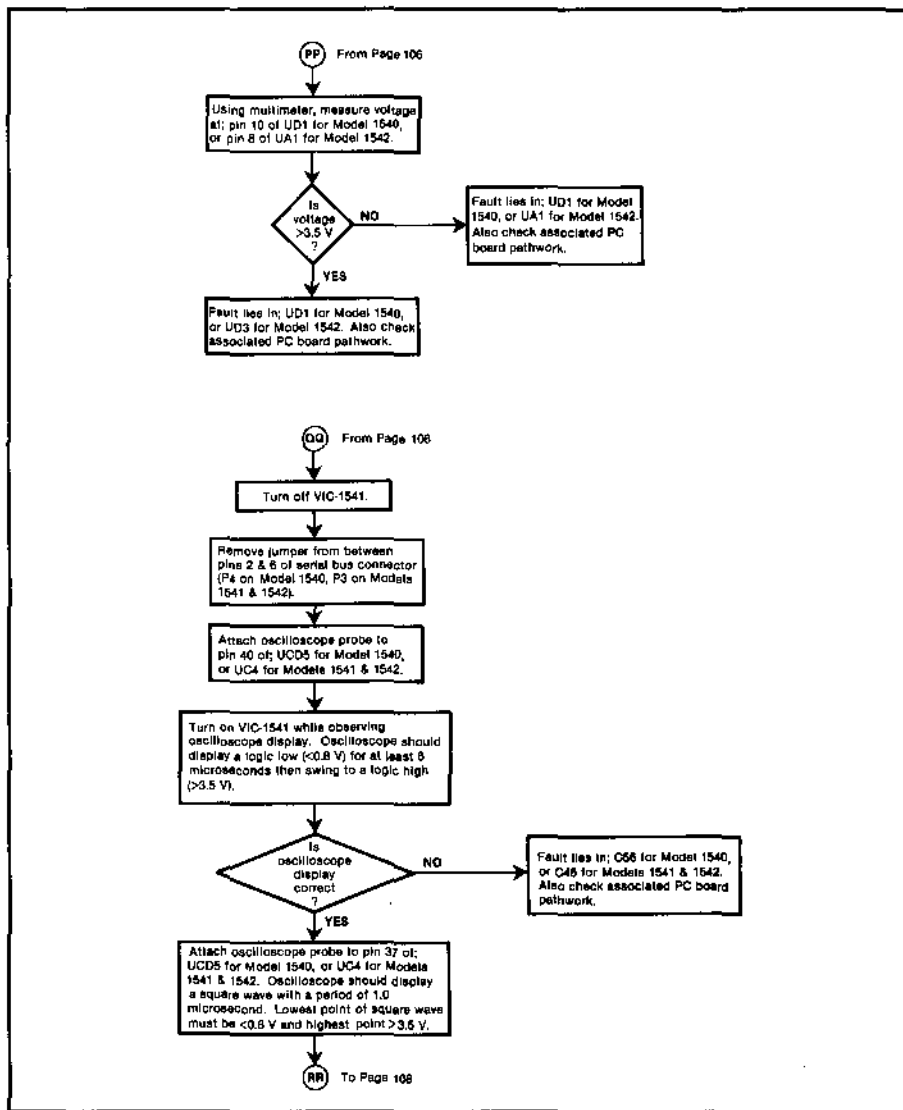 PP From Page 106
Using multimeter, measure voltage
at; pin 10 of UD1 for Model 1540,
or pin 8 of UA1 for Model 1542.
Is
voltage
>3.5 V
?
NO
Fault lies in; UD1 for Model
1540, or UA1 for Model 1542.
Also check associated PC
board pathwork.
YES
Fault lies in; UD1 for Model 1540,
or UD3 for Model 1542. Also check
associated PC board pathwork.
QQ From Page 106
Turn off VIC-1541.
Remove jumper from between
pins 2 & 6 of serial bus connector
(P4 on Model 1540, P3 on Models
1541 & 1542).
Attach oscilloscope probe to
pin 40 of; UCD5 for Model 1540,
or UC4 for Models 1541 & 1542.
Turn on VIC-1541 while observing
oscilloscope display. Oscilloscope should
display a logic low (<0.8 V) for at least
microseconds then swing to a logic high
(>3.5 V).
Is
oscilloscope
display
correct
?
NO
Fault lies in; for Model 1540,
or for Models 1541 & 1542.
Also check associated PC board
pathwork.
YES
Attach oscilloscope probe to pin 37 of;
UCD5 for Model 1540, or UC4 for Models
1541 & 1542. Oscilloscope should display
a square wave with a period of 1.0
microsecond. Lowest point of square wave
must be and highest point >3.5 V.
RR To Page 108